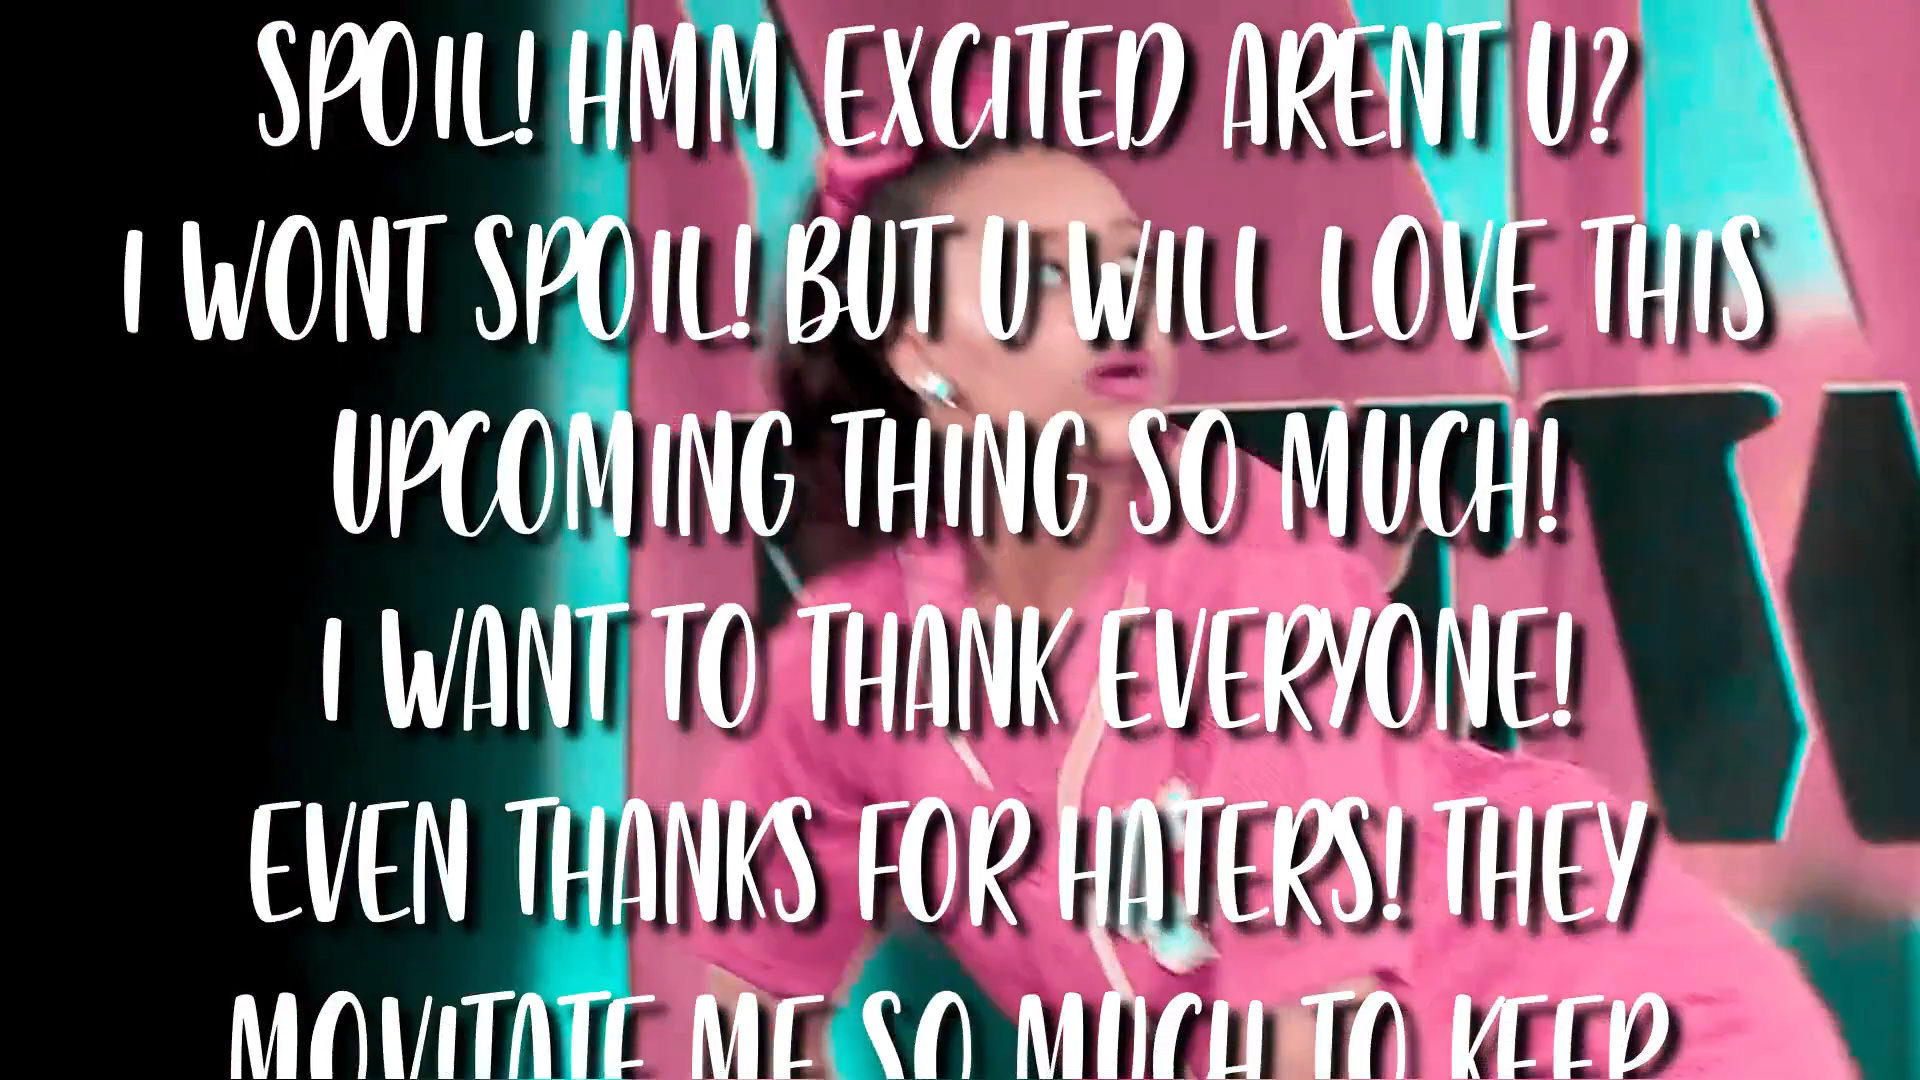 SPOIL! HMM EXCITED ARENT U?
I WONT SPOIL! BUT U WILL LOVE THIS
UPCOMING THING SO MUCH!
I WANT TO THANK EVERYONE!
EVEN THANKS FOR HATERS! THEY
MOVITATE ME SO MUCH TO KEEP